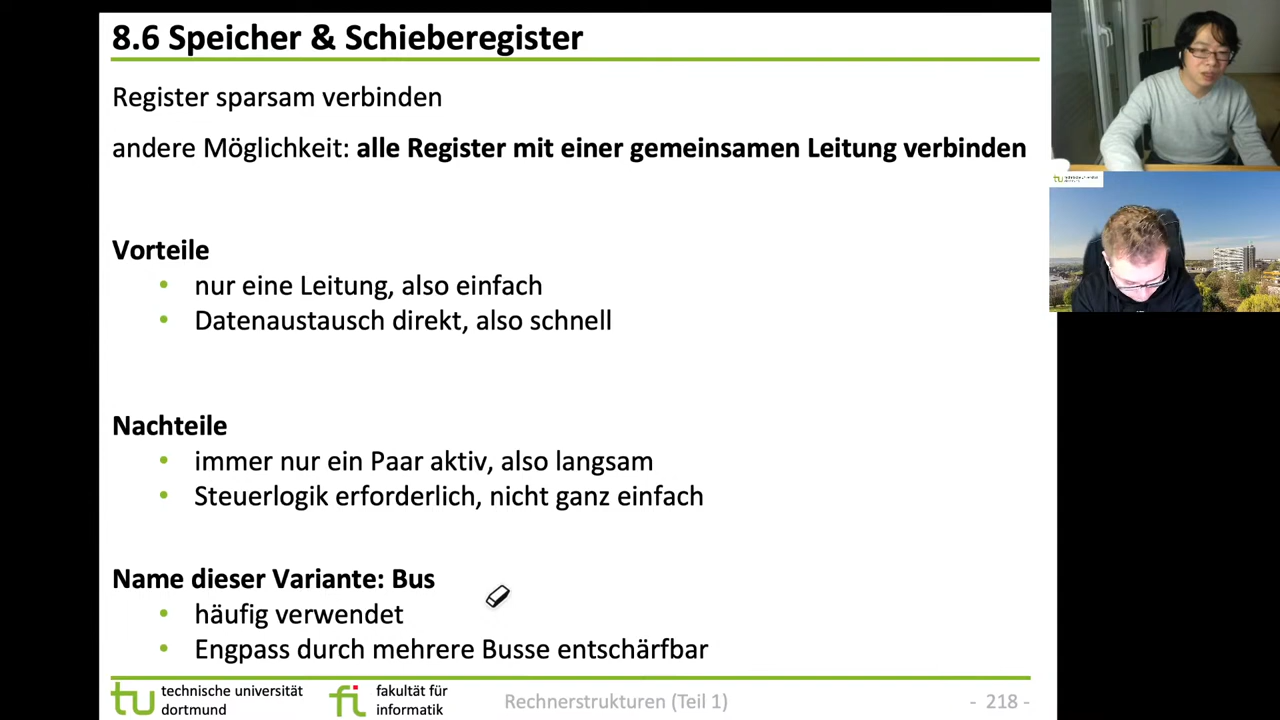 8.6 Speicher & Schieberegister
Register sparsam verbinden
andere Möglichkeit: alle Register mit einer gemeinsamen Leitung verbinden
Vorteile
• nur eine Leitung, also einfach
• Datenaustausch direkt, also schnell
Nachteile
• immer nur ein Paar aktiv, also langsam
• Steuerlogik erforderlich, nicht ganz einfach
Name dieser Variante: Bus
• häufig verwendet
• Engpass durch mehrere Busse entschärfbar
tu technische universität
dortmund
fi fakultät für
informatik
Rechnerstrukturen (Teil 1)
- 218 -